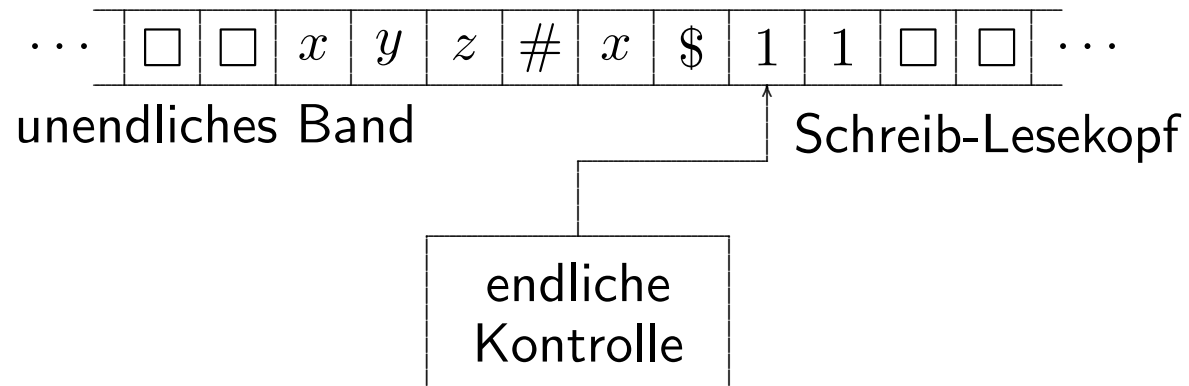 ⋯ □ □ x y z # x $ 1 1 □ □ ⋯
unendliches Band
Schreib-Lesekopf
endliche
Kontrolle